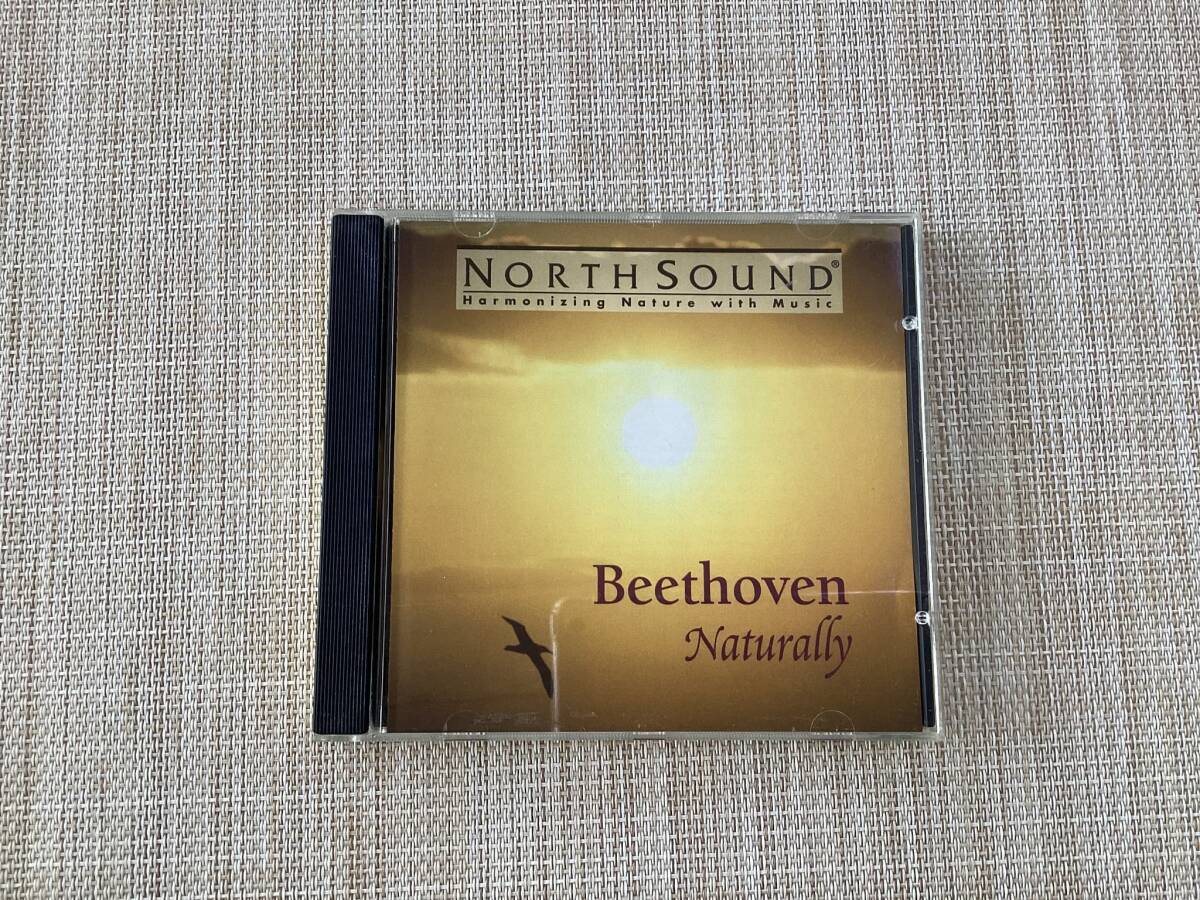 NORTHSOUND®
Harmonizing Nature with Music
Beethoven
Naturally